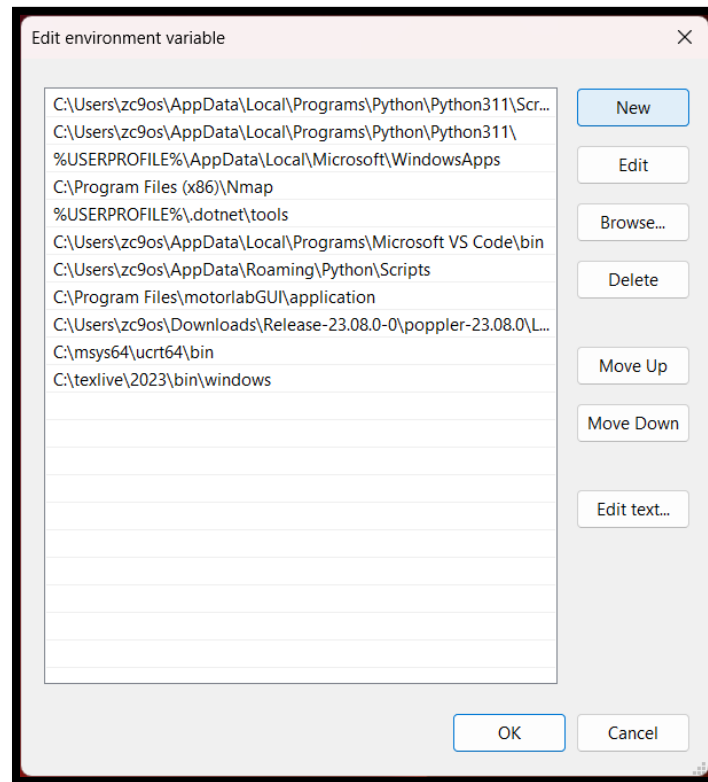 Edit environment variable
C:\Users\zc9os\AppData\Local\Programs\Python\Python311\Scr...
New
C:\Users\zc9os\AppData\Local\Programs\Python\Python311\
%USERPROFILE%\AppData\Local\Microsoft\WindowsApps
Edit
C:\Program Files (x86)\Nmap
%USERPROFILE%\.dotnet\tools
Browse...
C:\Users\zc9os\AppData\Local\Programs\Microsoft VS Code\bin
C:\Users\zc9os\AppData\Roaming\Python\Scripts
Delete
C:\Program Files\motorlabGUI\application
C:\Users\zc9os\Downloads\Release-23.08.0-0\poppler-23.08.0\L...
C:\msys64\ucrt64\bin
Move Up
C:\texlive\2023\bin\windows
Move Down
Edit text...
OK
Cancel